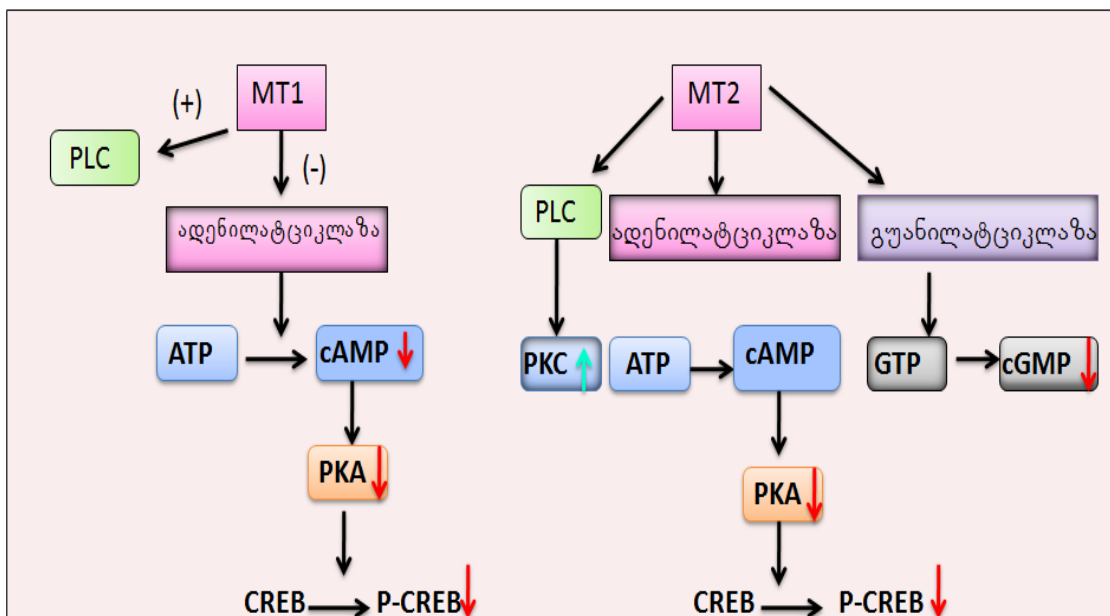 MT1
(+)
PLC
(-)
ადენილატციკლაზა
ATP
cAMP
PKA
CREB
P-CREB
MT2
PLC
ადენილატციკლაზა
გუანილატციკლაზა
PKC
ATP
cAMP
GTP
cGMP
PKA
CREB
P-CREB